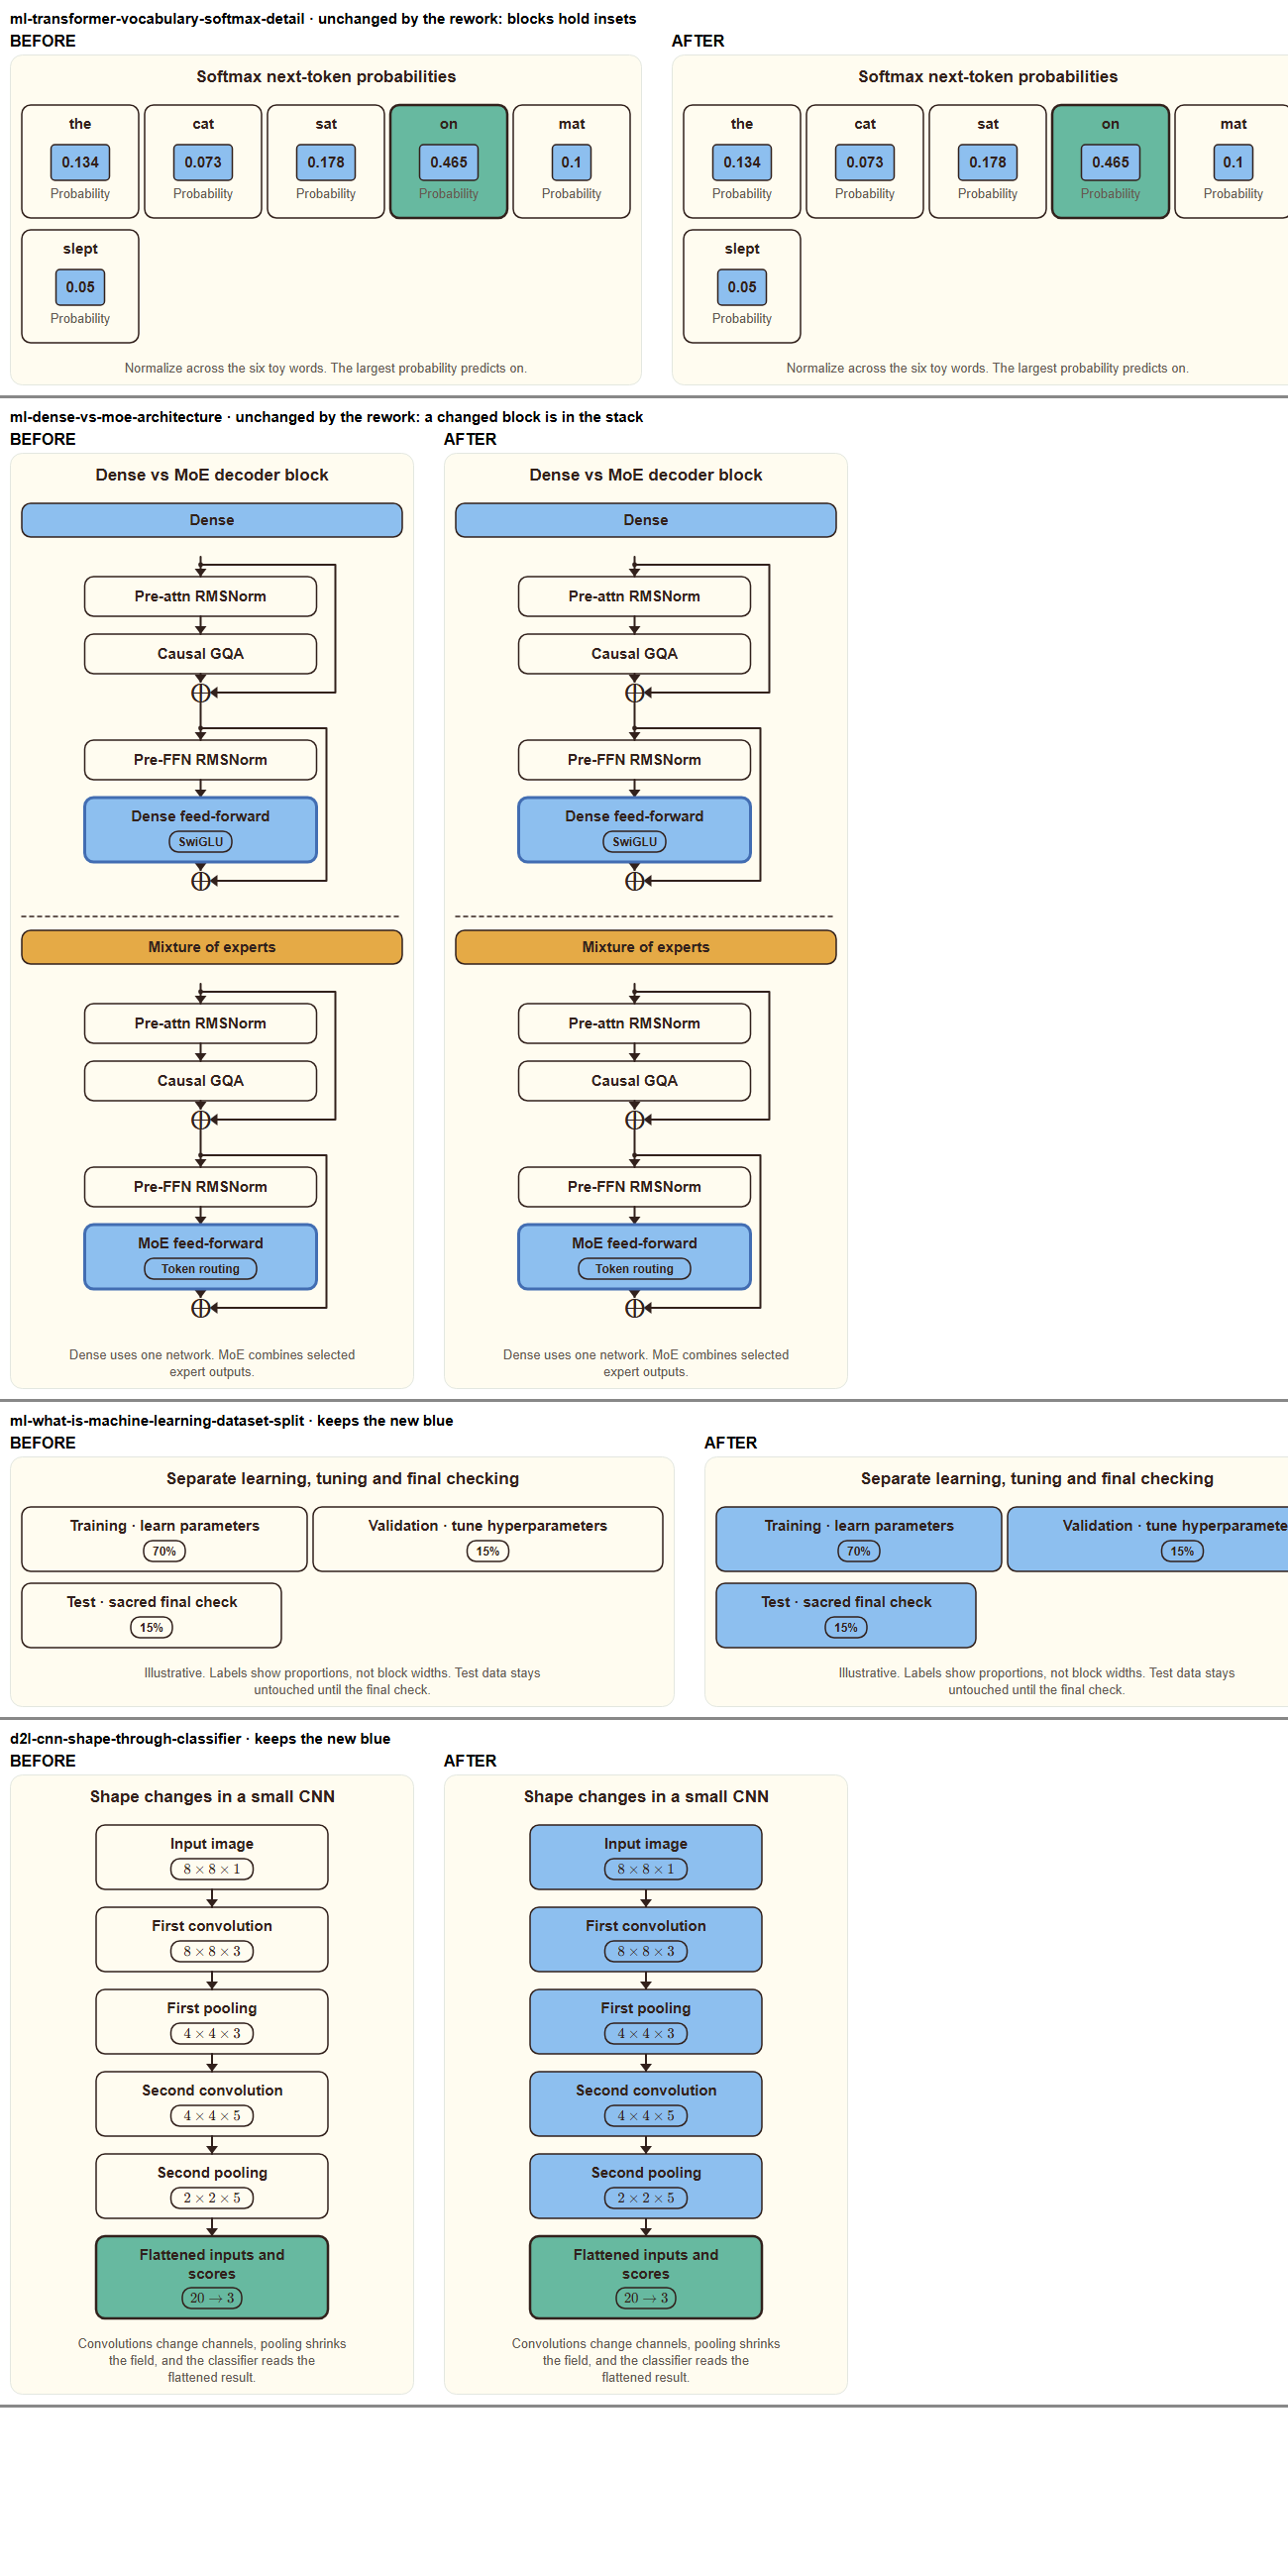 ml-transformer-vocabulary-softmax-detail · unchanged by the rework: blocks hold insets
BEFORE
Softmax next-token probabilities
the
0.134
Probability
cat
0.073
Probability
sat
0.178
Probability
on
0.465
Probability
mat
0.1
Probability
slept
0.05
Probability
Normalize across the six toy words. The largest probability predicts on.
AFTER
Softmax next-token probabilities
the
0.134
Probability
cat
0.073
Probability
sat
0.178
Probability
on
0.465
Probability
mat
0.1
Probability
slept
0.05
Probability
Normalize across the six toy words. The largest probability predicts on.
ml-dense-vs-moe-architecture · unchanged by the rework: a changed block is in the stack
BEFORE
Dense vs MoE decoder block
Dense
Pre-attn RMSNorm
Causal GQA
Pre-FFN RMSNorm
Dense feed-forward
SwiGLU
Mixture of experts
Pre-attn RMSNorm
Causal GQA
Pre-FFN RMSNorm
MoE feed-forward
Token routing
Dense uses one network. MoE combines selected
expert outputs.
AFTER
Dense vs MoE decoder block
Dense
Pre-attn RMSNorm
Causal GQA
Pre-FFN RMSNorm
Dense feed-forward
SwiGLU
Mixture of experts
Pre-attn RMSNorm
Causal GQA
Pre-FFN RMSNorm
MoE feed-forward
Token routing
Dense uses one network. MoE combines selected
expert outputs.
ml-what-is-machine-learning-dataset-split · keeps the new blue
BEFORE
Separate learning, tuning and final checking
Training · learn parameters
70%
Validation · tune hyperparameters
15%
Test · sacred final check
15%
Illustrative. Labels show proportions, not block widths. Test data stays
untouched until the final check.
AFTER
Separate learning, tuning and final checking
Training · learn parameters
70%
Validation · tune hyperparamete
15%
Test · sacred final check
15%
Illustrative. Labels show proportions, not block widths. Test data stays
untouched until the final check.
d2l-cnn-shape-through-classifier · keeps the new blue
BEFORE
Shape changes in a small CNN
Input image
8 × 8 × 1
First convolution
8 × 8 × 3
First pooling
4 × 4 × 3
Second convolution
4 × 4 × 5
Second pooling
2 × 2 × 5
Flattened inputs and
scores
20 → 3
Convolutions change channels, pooling shrinks
the field, and the classifier reads the
flattened result.
AFTER
Shape changes in a small CNN
Input image
8 × 8 × 1
First convolution
8 × 8 × 3
First pooling
4 × 4 × 3
Second convolution
4 × 4 × 5
Second pooling
2 × 2 × 5
Flattened inputs and
scores
20 → 3
Convolutions change channels, pooling shrinks
the field, and the classifier reads the
flattened result.